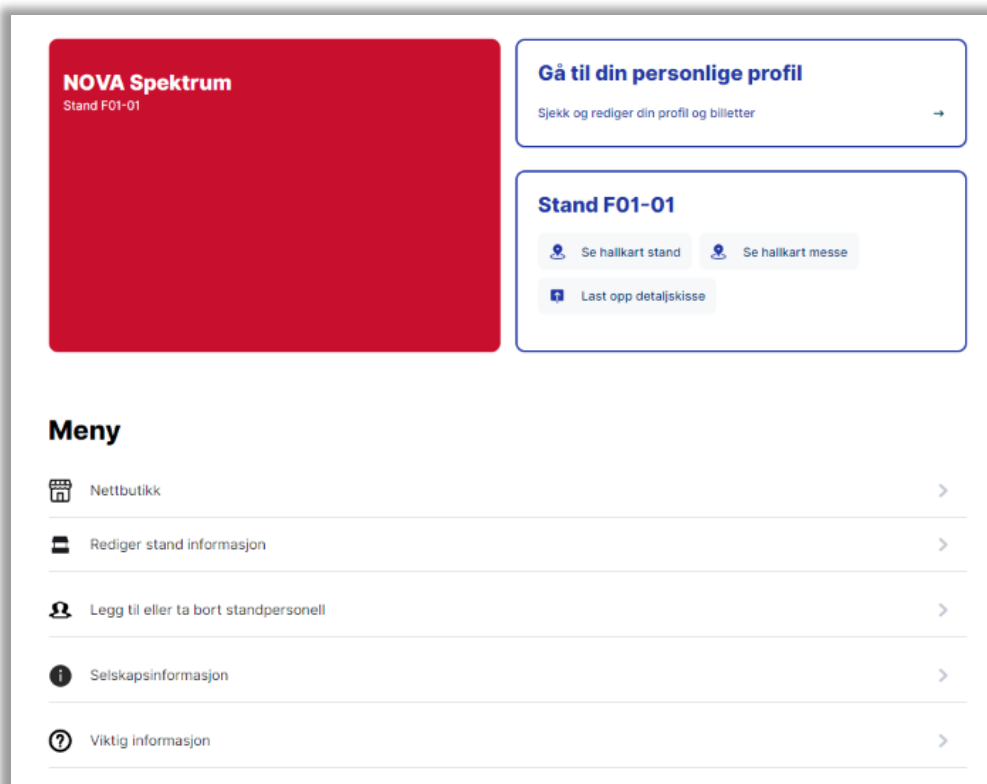 NOVA Spektrum
Stand F01-01
Gå til din personlige profil
Sjekk og rediger din profil og billetter
Stand F01-01
Se hallkart stand
Se hallkart messe
Last opp detaljskisse
Meny
Nettbutikk
Rediger stand informasjon
Legg til eller ta bort standpersonell
Selskapsinformasjon
Viktig informasjon